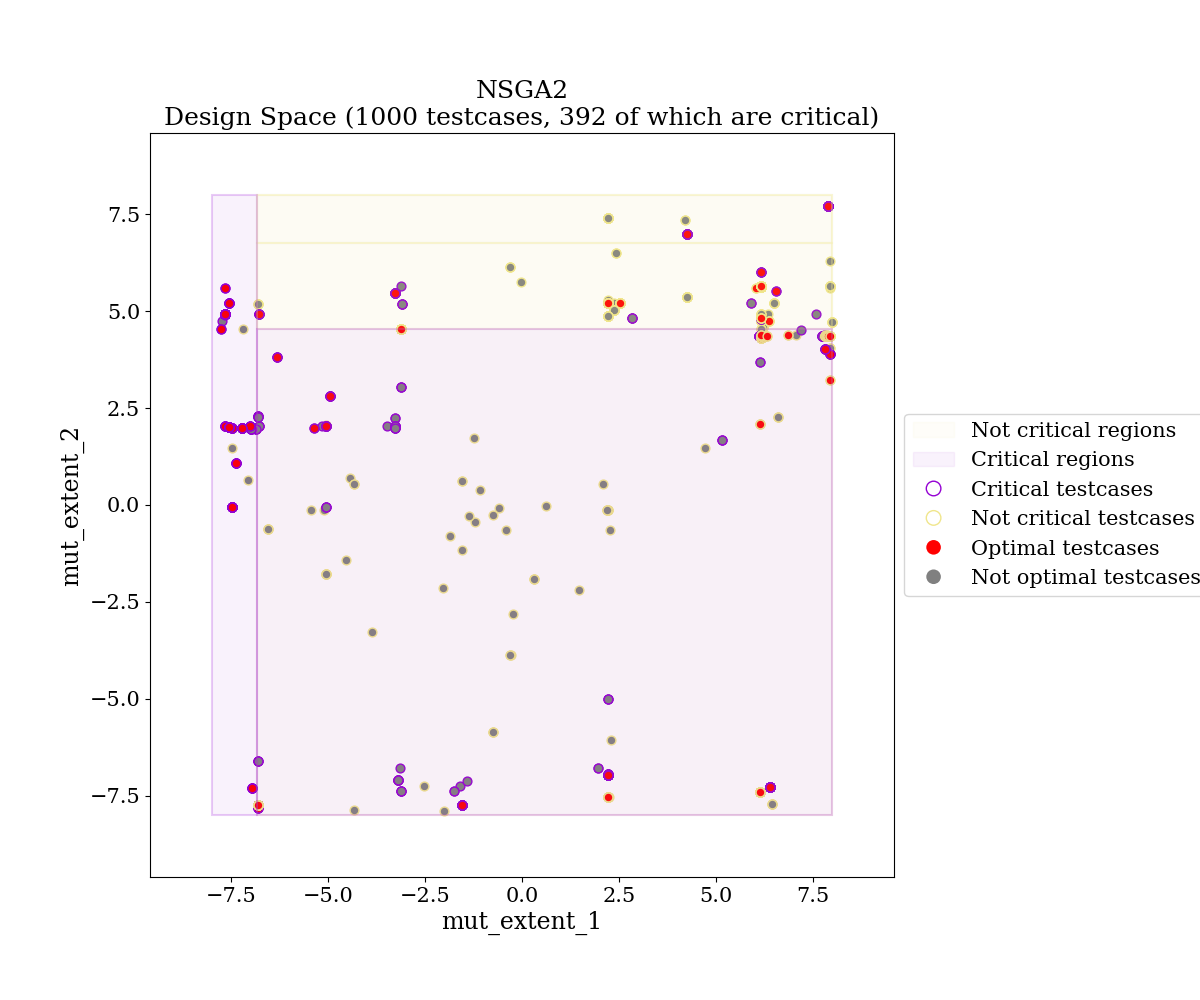 NSGA2
Design Space (1000 testcases, 392 of which are critical)
mut_extent_2
7.5
5.0
2.5
0.0
−2.5
−5.0
−7.5
−7.5
−5.0
−2.5
0.0
2.5
5.0
7.5
mut_extent_1
Not critical regions
Critical regions
Critical testcases
Not critical testcases
Optimal testcases
Not optimal testcases